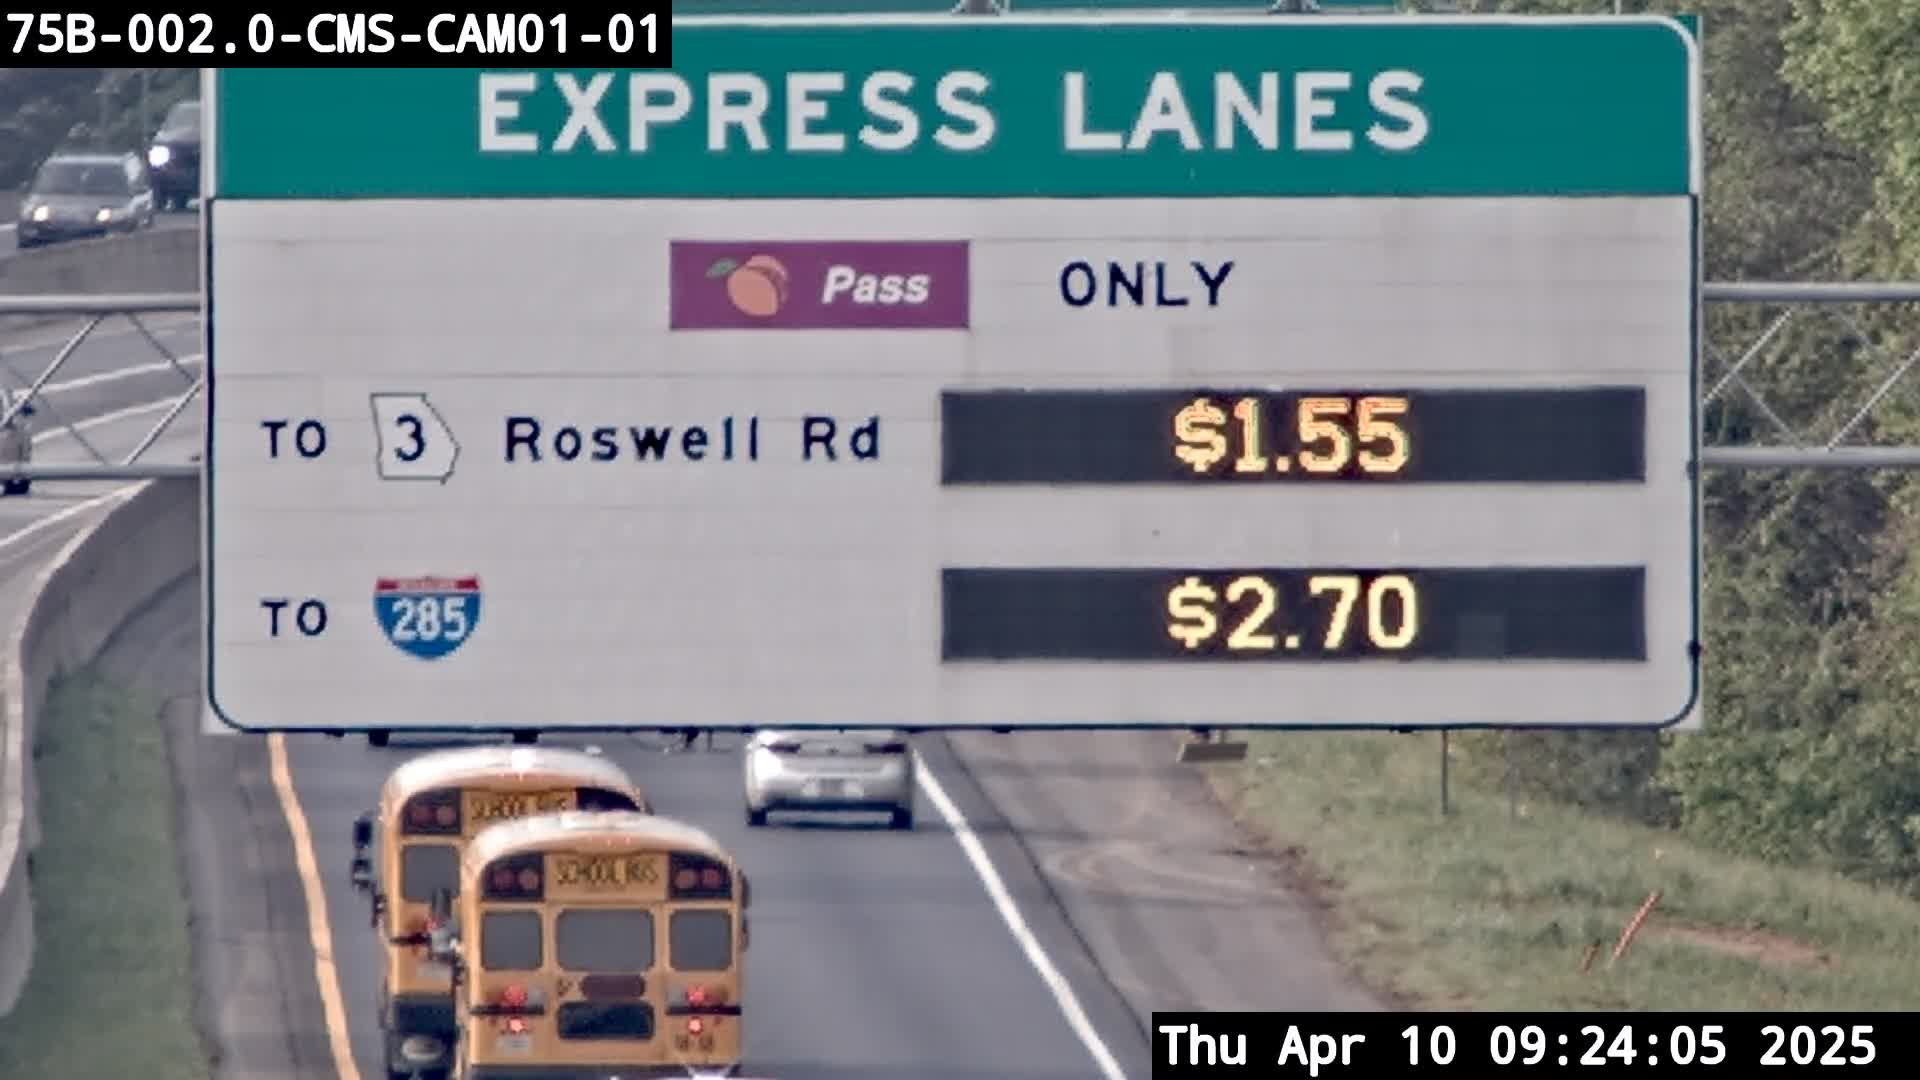 75B-002.0-CMS-CAM01-01
EXPRESS LANES
Pass ONLY
TO 3 Roswell Rd $1.55
TO 285 $2.70
SCHOOL BUS
SCHOOL BUS
Thu Apr 10 09:24:05 2025